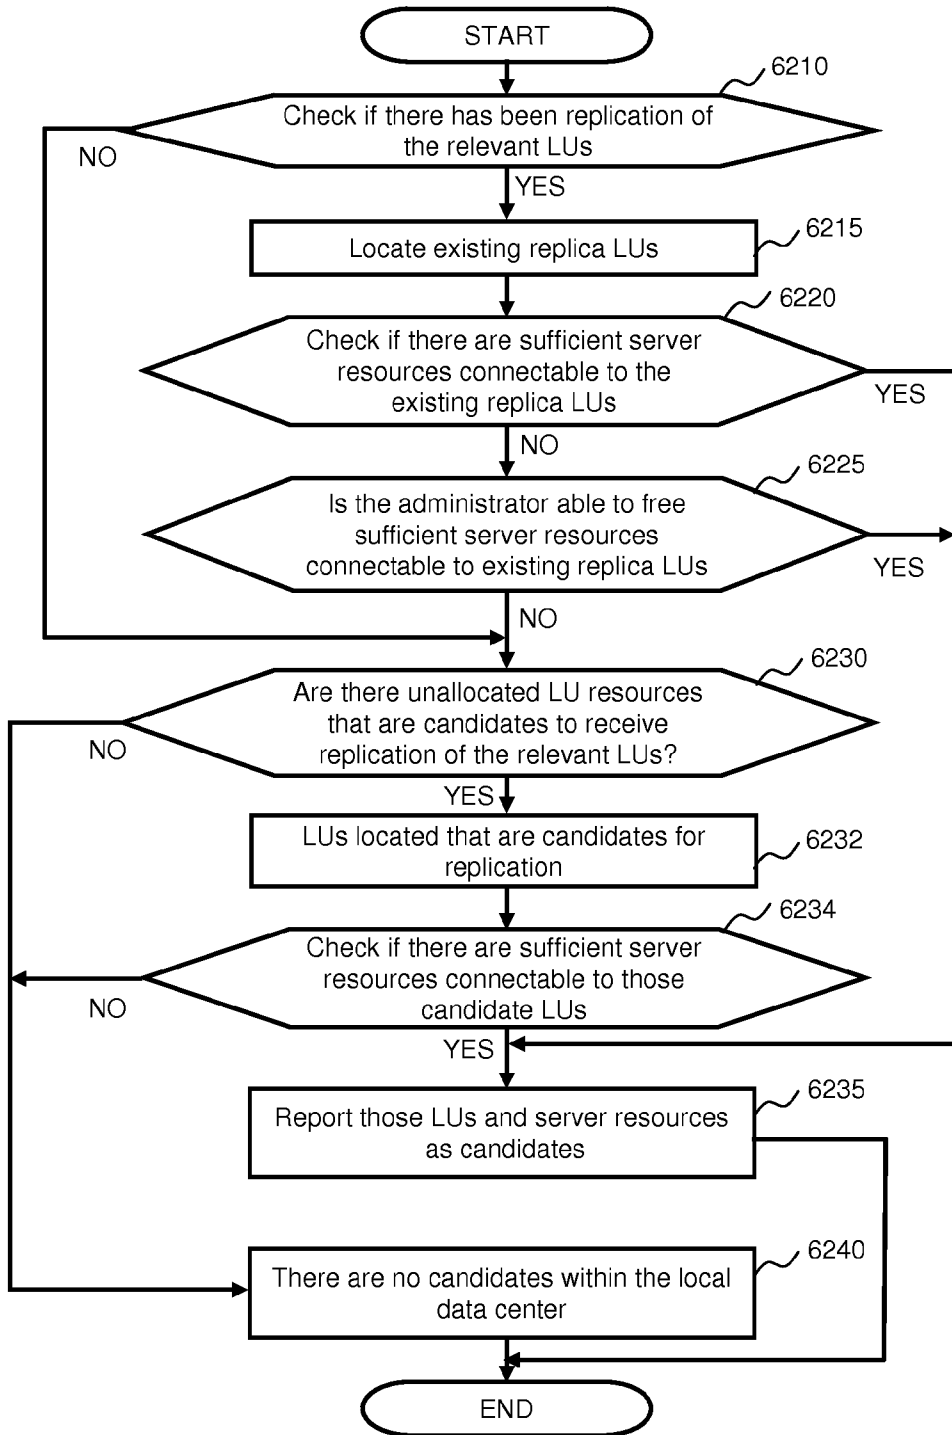 START
6210
Check if there has been replication of
the relevant LUs
NO
YES
6215
Locate existing replica LUs
6220
Check if there are sufficient server
resources connectable to the
existing replica LUs
YES
NO
6225
Is the administrator able to free
sufficient server resources
connectable to existing replica LUs
YES
NO
6230
Are there unallocated LU resources
that are candidates to receive
replication of the relevant LUs?
NO
YES
6232
LUs located that are candidates for
replication
6234
Check if there are sufficient server
resources connectable to those
candidate LUs
NO
YES
6235
Report those LUs and server resources
as candidates
6240
There are no candidates within the local
data center
END